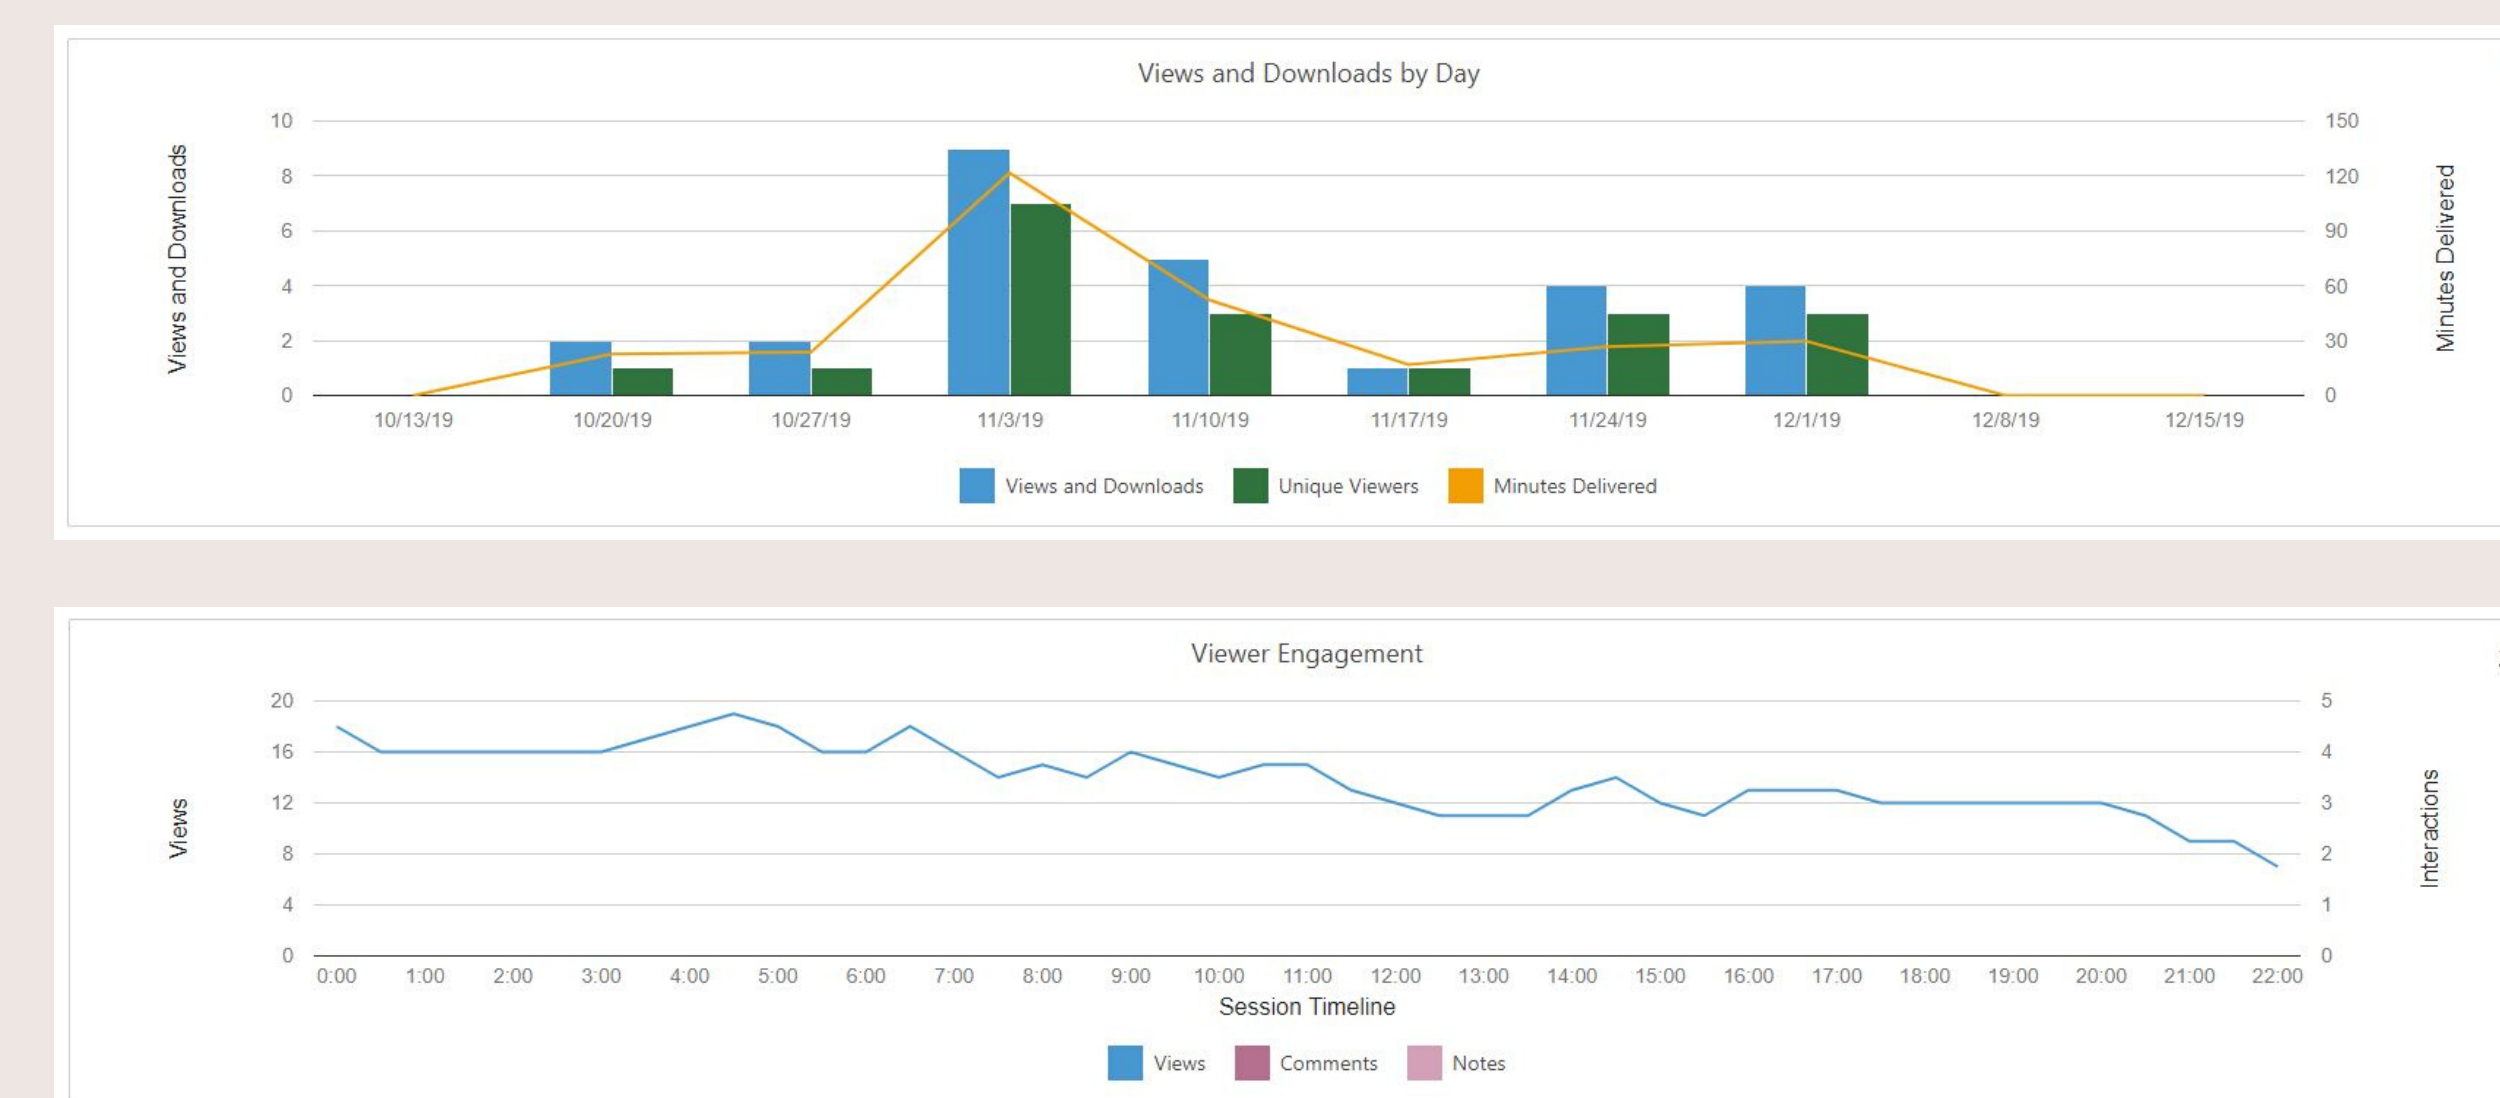 Views and Downloads by Day
10 150
8 120
6 90
4 60
2 30
0 0
Views and Downloads
Minutes Delivered
10/13/19 10/20/19 10/27/19 11/3/19 11/10/19 11/17/19 11/24/19 12/1/19 12/8/19 12/15/19
Views and Downloads Unique Viewers Minutes Delivered
Viewer Engagement
20 5
16 4
12 3
8 2
4 1
0 0
Views
Interactions
0:00 1:00 2:00 3:00 4:00 5:00 6:00 7:00 8:00 9:00 10:00 11:00 12:00 13:00 14:00 15:00 16:00 17:00 18:00 19:00 20:00 21:00 22:00
Session Timeline
Views Comments Notes